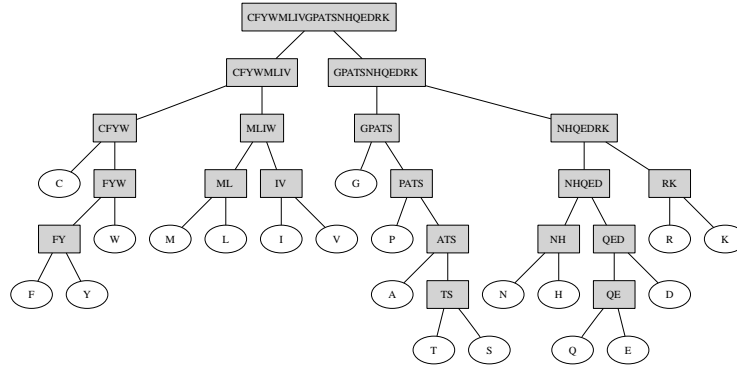 CFYWMLIVGPATSNHQEDRK
CFYWMLIV GPATSNHQEDRK
CFYW MLIW GPATS NHQEDRK
C FYW ML IV G PATS NHQED RK
FY W M L I V P ATS NH QED R K
F Y A TS N H QE D
T S Q E